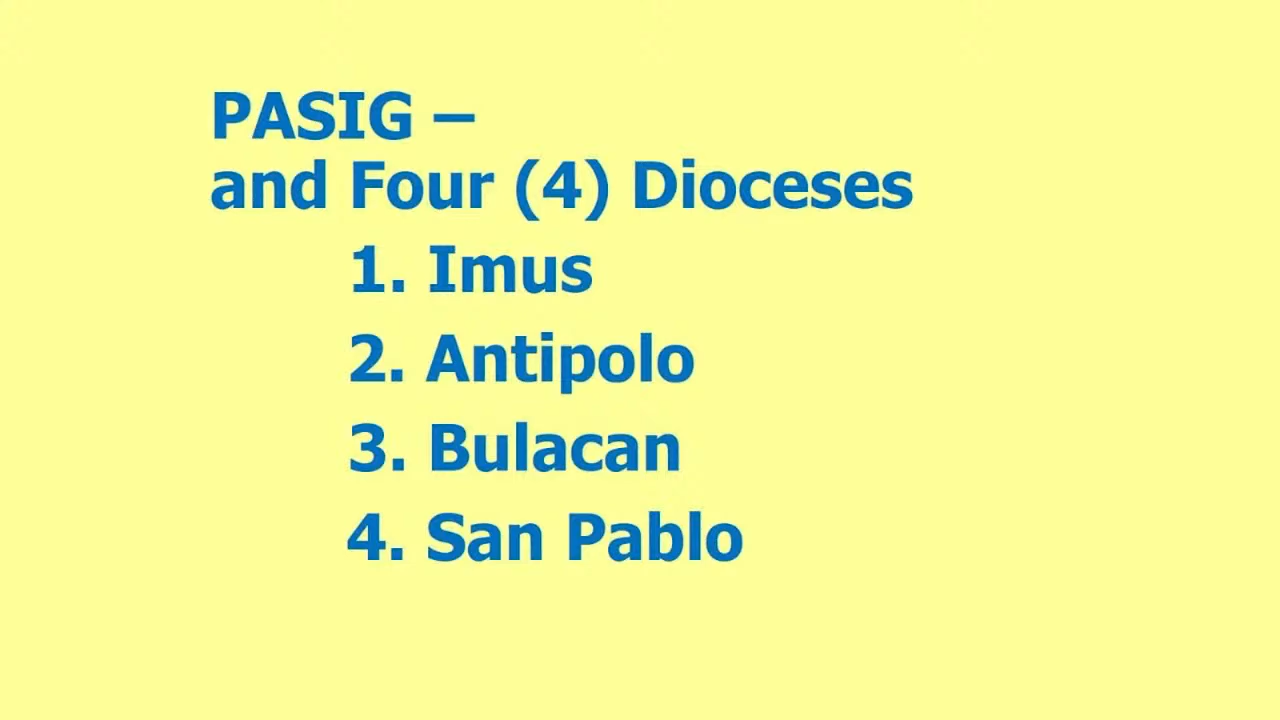 PASIG –
and Four (4) Dioceses
1. Imus
2. Antipolo
3. Bulacan
4. San Pablo